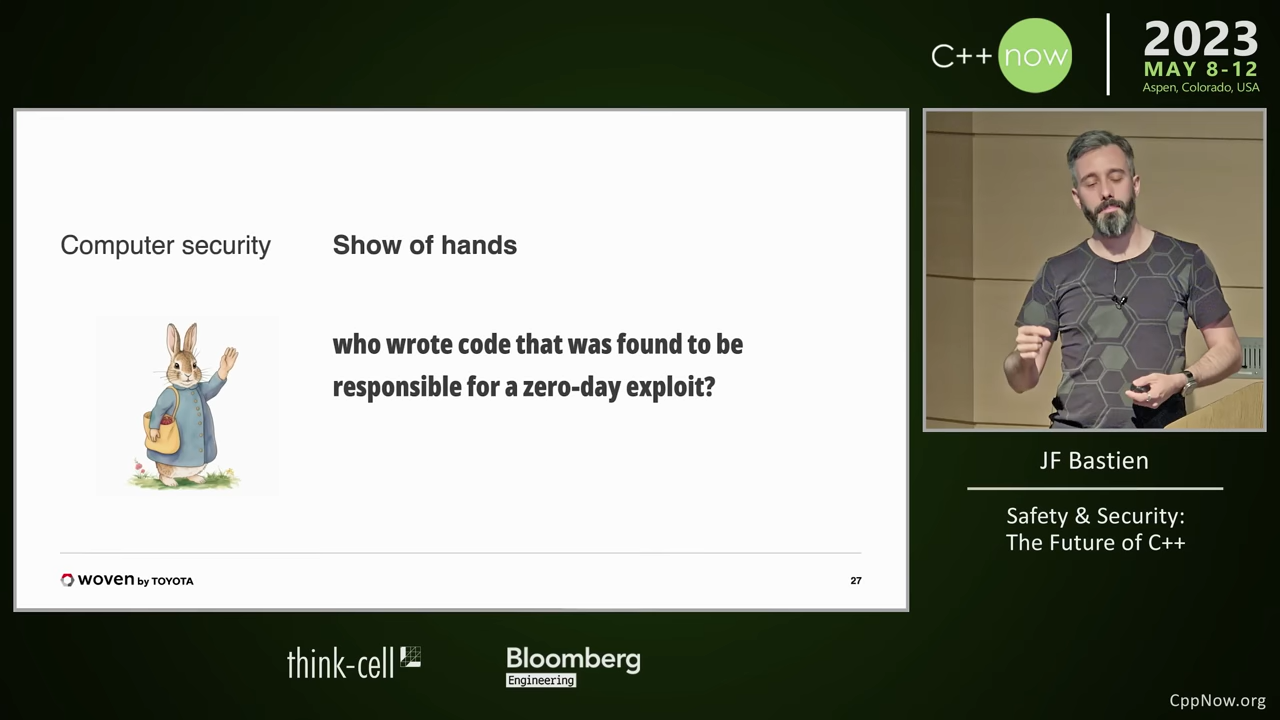 C++ now
2023
MAY 8-12
Aspen, Colorado, USA
Computer security
Show of hands
who wrote code that was found to be
responsible for a zero-day exploit?
WOVEN by TOYOTA
27
JF Bastien
Safety & Security:
The Future of C++
think-cell
Bloomberg
Engineering
CppNow.org